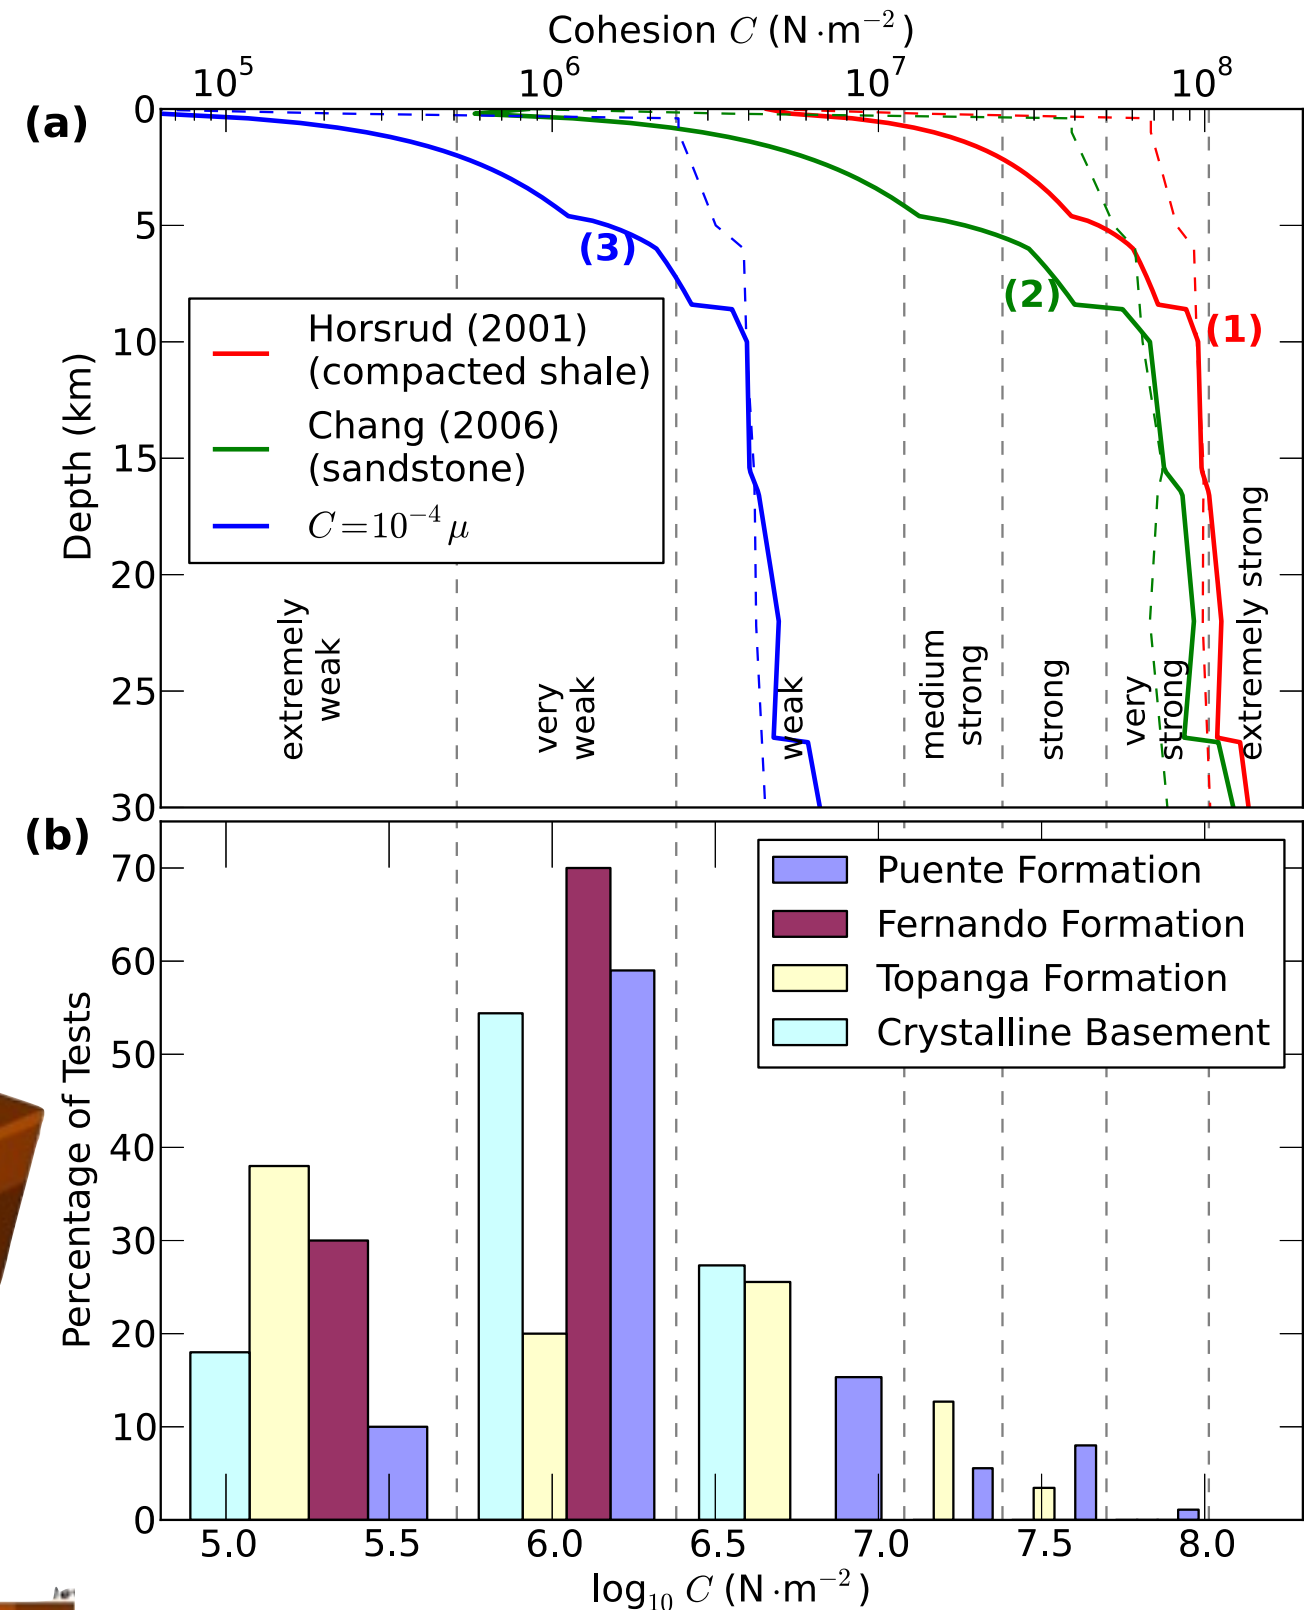 Cohesion C (N·m⁻²)
10⁵ 10⁶ 10⁷ 10⁸
(a)
0
5
10
15
20
25
30
Depth (km)
(3)
(2)
(1)
Horsrud (2001)
(compacted shale)
Chang (2006)
(sandstone)
C=10⁻⁴ μ
extremely
weak
very
weak
weak
medium
strong
strong
very
strong
extremely strong
(b)
70
60
50
40
30
20
10
0
Percentage of Tests
Puente Formation
Fernando Formation
Topanga Formation
Crystalline Basement
5.0 5.5 6.0 6.5 7.0 7.5 8.0
log₁₀ C (N·m⁻²)